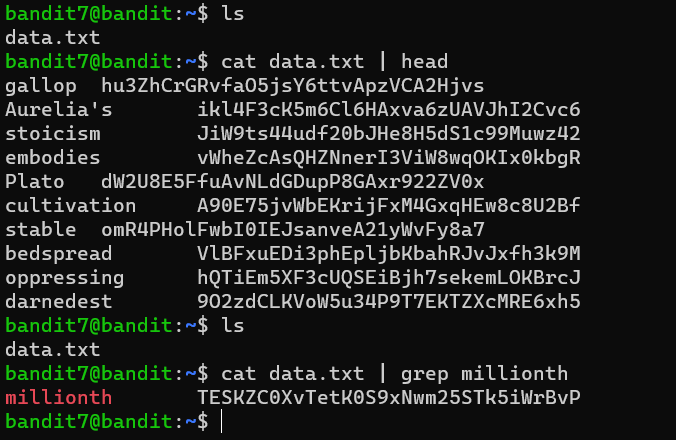 bandit7@bandit:~$ ls
data.txt
bandit7@bandit:~$ cat data.txt | head
gallop  hu3ZhCrGRvfaO5jsY6ttvApzVCA2Hjvs
Aurelia's       ikl4F3cK5m6Cl6HAxva6zUAVJhI2Cvc6
stoicism        JiW9ts44udf20bJHe8H5dS1c99Muwz42
embodies        vWheZcAsQHZNnerI3ViW8wqOKIx0kbgR
Plato   dW2U8E5FfuAvNLdGDupP8GAxr922ZV0x
cultivation     A90E75jvWbEKrijFxM4GxqHEw8c8U2Bf
stable  omR4PHolFwbI0IEJsanveA21yWvFy8a7
bedspread       VlBFxuEDi3phEpljbKbahRJvJxfh3k9M
oppressing      hQTiEm5XF3cUQSEiBjh7sekemLOKBrcJ
darnedest       9O2zdCLKVoW5u34P9T7EKTZXcMRE6xh5
bandit7@bandit:~$ ls
data.txt
bandit7@bandit:~$ cat data.txt | grep millionth
millionth       TESKZC0XvTetK0S9xNwm25STk5iWrBvP
bandit7@bandit:~$